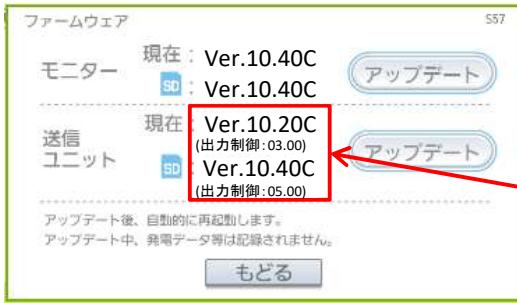 ファームウェア S57
モニター 現在 : Ver.10.40C
SD : Ver.10.40C
アップデート
送信
ユニット
現在 : Ver.10.20C
(出力制御:03.00)
SD : Ver.10.40C
(出力制御:05.00)
アップデート
アップデート後、自動的に再起動します。
アップデート中、発電データ等は記録されません。
もどる